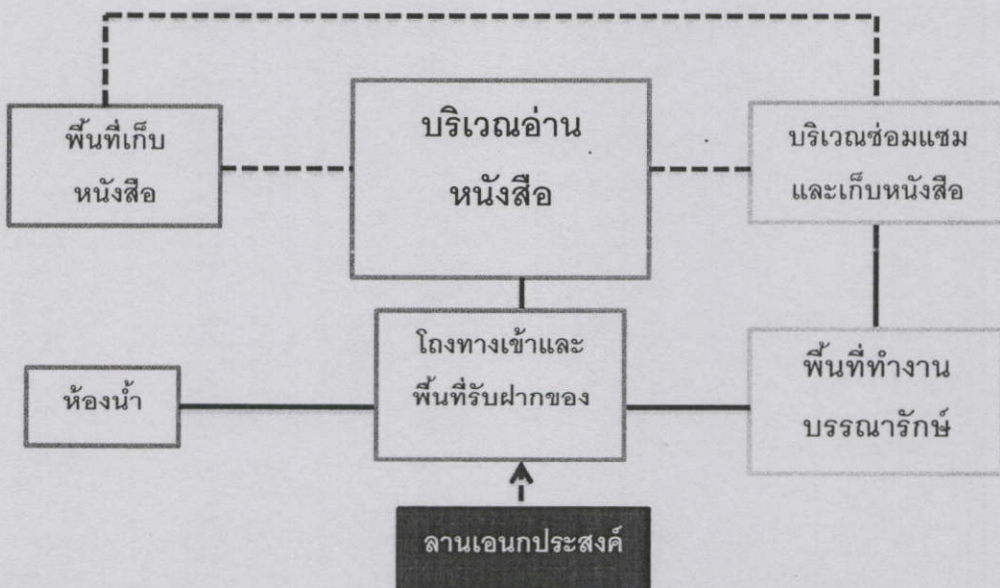 พื้นที่เก็บ
หนังสือ
บริเวณอ่าน
หนังสือ
บริเวณซ่อมแซม
และเก็บหนังสือ
ห้องน้ำ
โถงทางเข้าและ
พื้นที่รับฝากของ
พื้นที่ทำงาน
บรรณารักษ์
ลานเอนกประสงค์